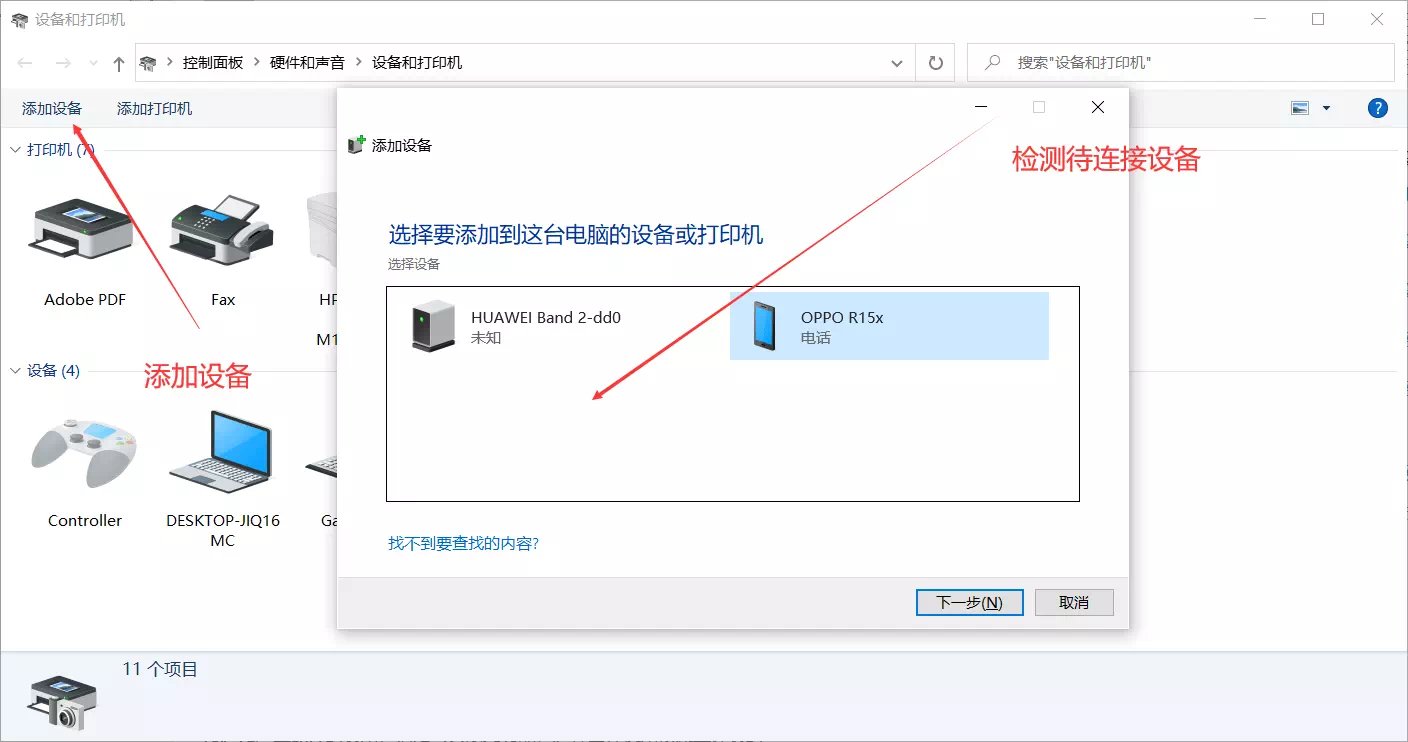 设备和打印机
控制面板 > 硬件和声音 > 设备和打印机
搜索"设备和打印机"
添加设备 添加打印机
?
打印机 (7)
Adobe PDF
Fax
HP
M1
设备 (4)
添加设备
Controller
DESKTOP-JIQ16
MC
Ga
添加设备
检测待连接设备
选择要添加到这台电脑的设备或打印机
选择设备
HUAWEI Band 2-dd0
未知
OPPO R15x
电话
找不到要查找的内容?
下一步(N) 取消
11 个项目